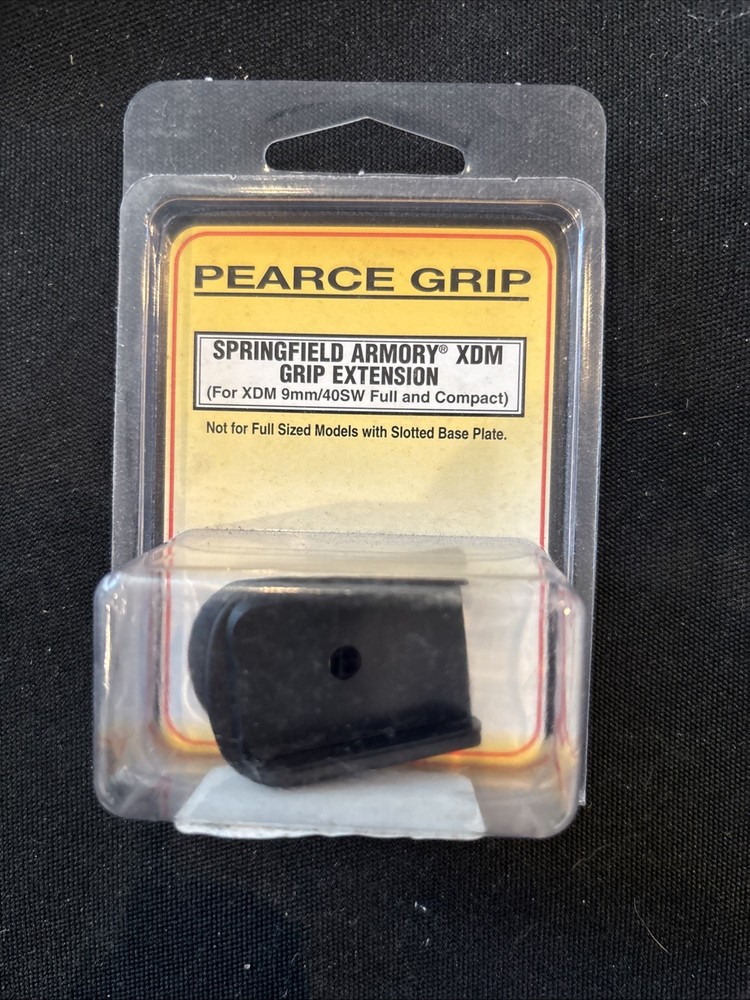 PEARCE GRIP
SPRINGFIELD ARMORY® XDM
GRIP EXTENSION
(For XDM 9mm/40SW Full and Compact)
Not for Full Sized Models with Slotted Base Plate.